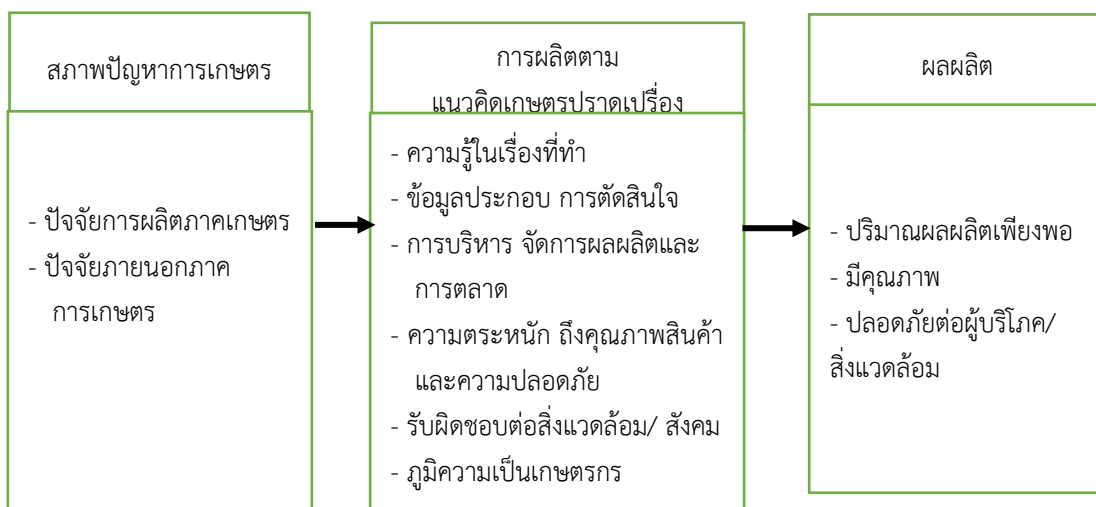 สภาพปัญหาการเกษตร
- ปัจจัยการผลิตภาคเกษตร
- ปัจจัยภายนอกภาค
การเกษตร
การผลิตตาม
แนวคิดเกษตรปราดเปรื่อง
- ความรู้ในเรื่องที่ทำ
- ข้อมูลประกอบ การตัดสินใจ
- การบริหาร จัดการผลผลิตและ
การตลาด
- ความตระหนัก ถึงคุณภาพสินค้า
และความปลอดภัย
- รับผิดชอบต่อสิ่งแวดล้อม/ สังคม
- ภูมิความเป็นเกษตรกร
ผลผลิต
- ปริมาณผลผลิตเพียงพอ
- มีคุณภาพ
- ปลอดภัยต่อผู้บริโภค/
สิ่งแวดล้อม